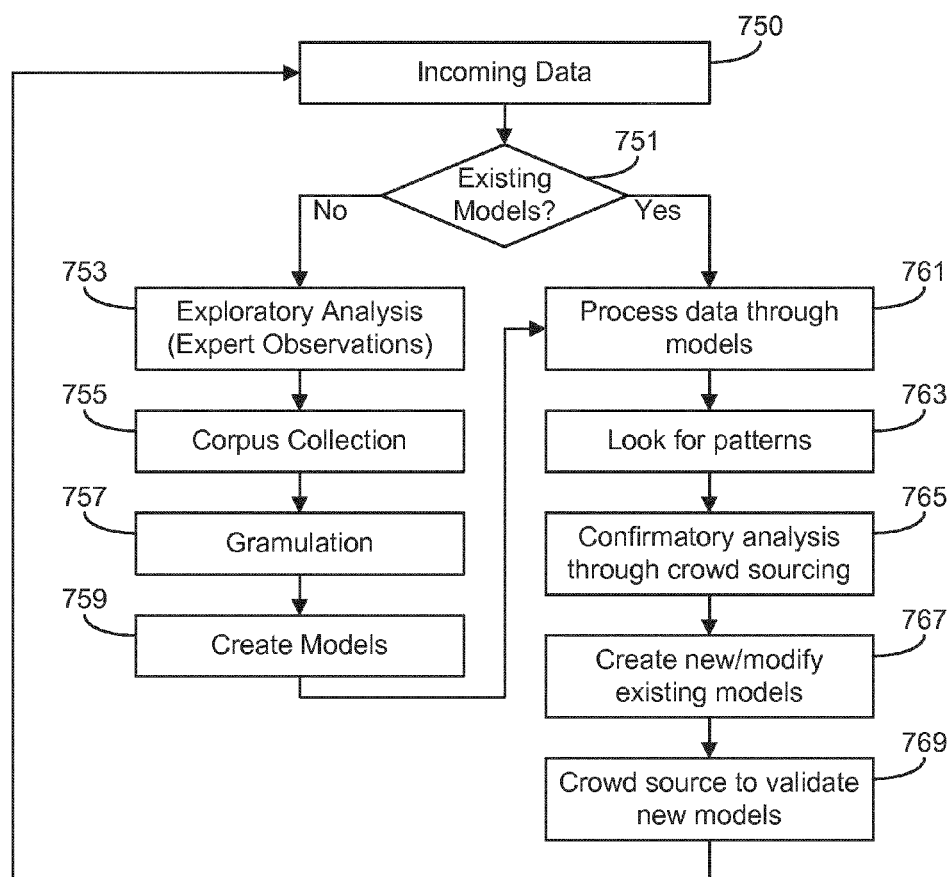 750
Incoming Data
751
Existing
Models?
No
Yes
753
Exploratory Analysis
(Expert Observations)
755
Corpus Collection
757
Gramulation
759
Create Models
761
Process data through
models
763
Look for patterns
765
Confirmatory analysis
through crowd sourcing
767
Create new/modify
existing models
769
Crowd source to validate
new models